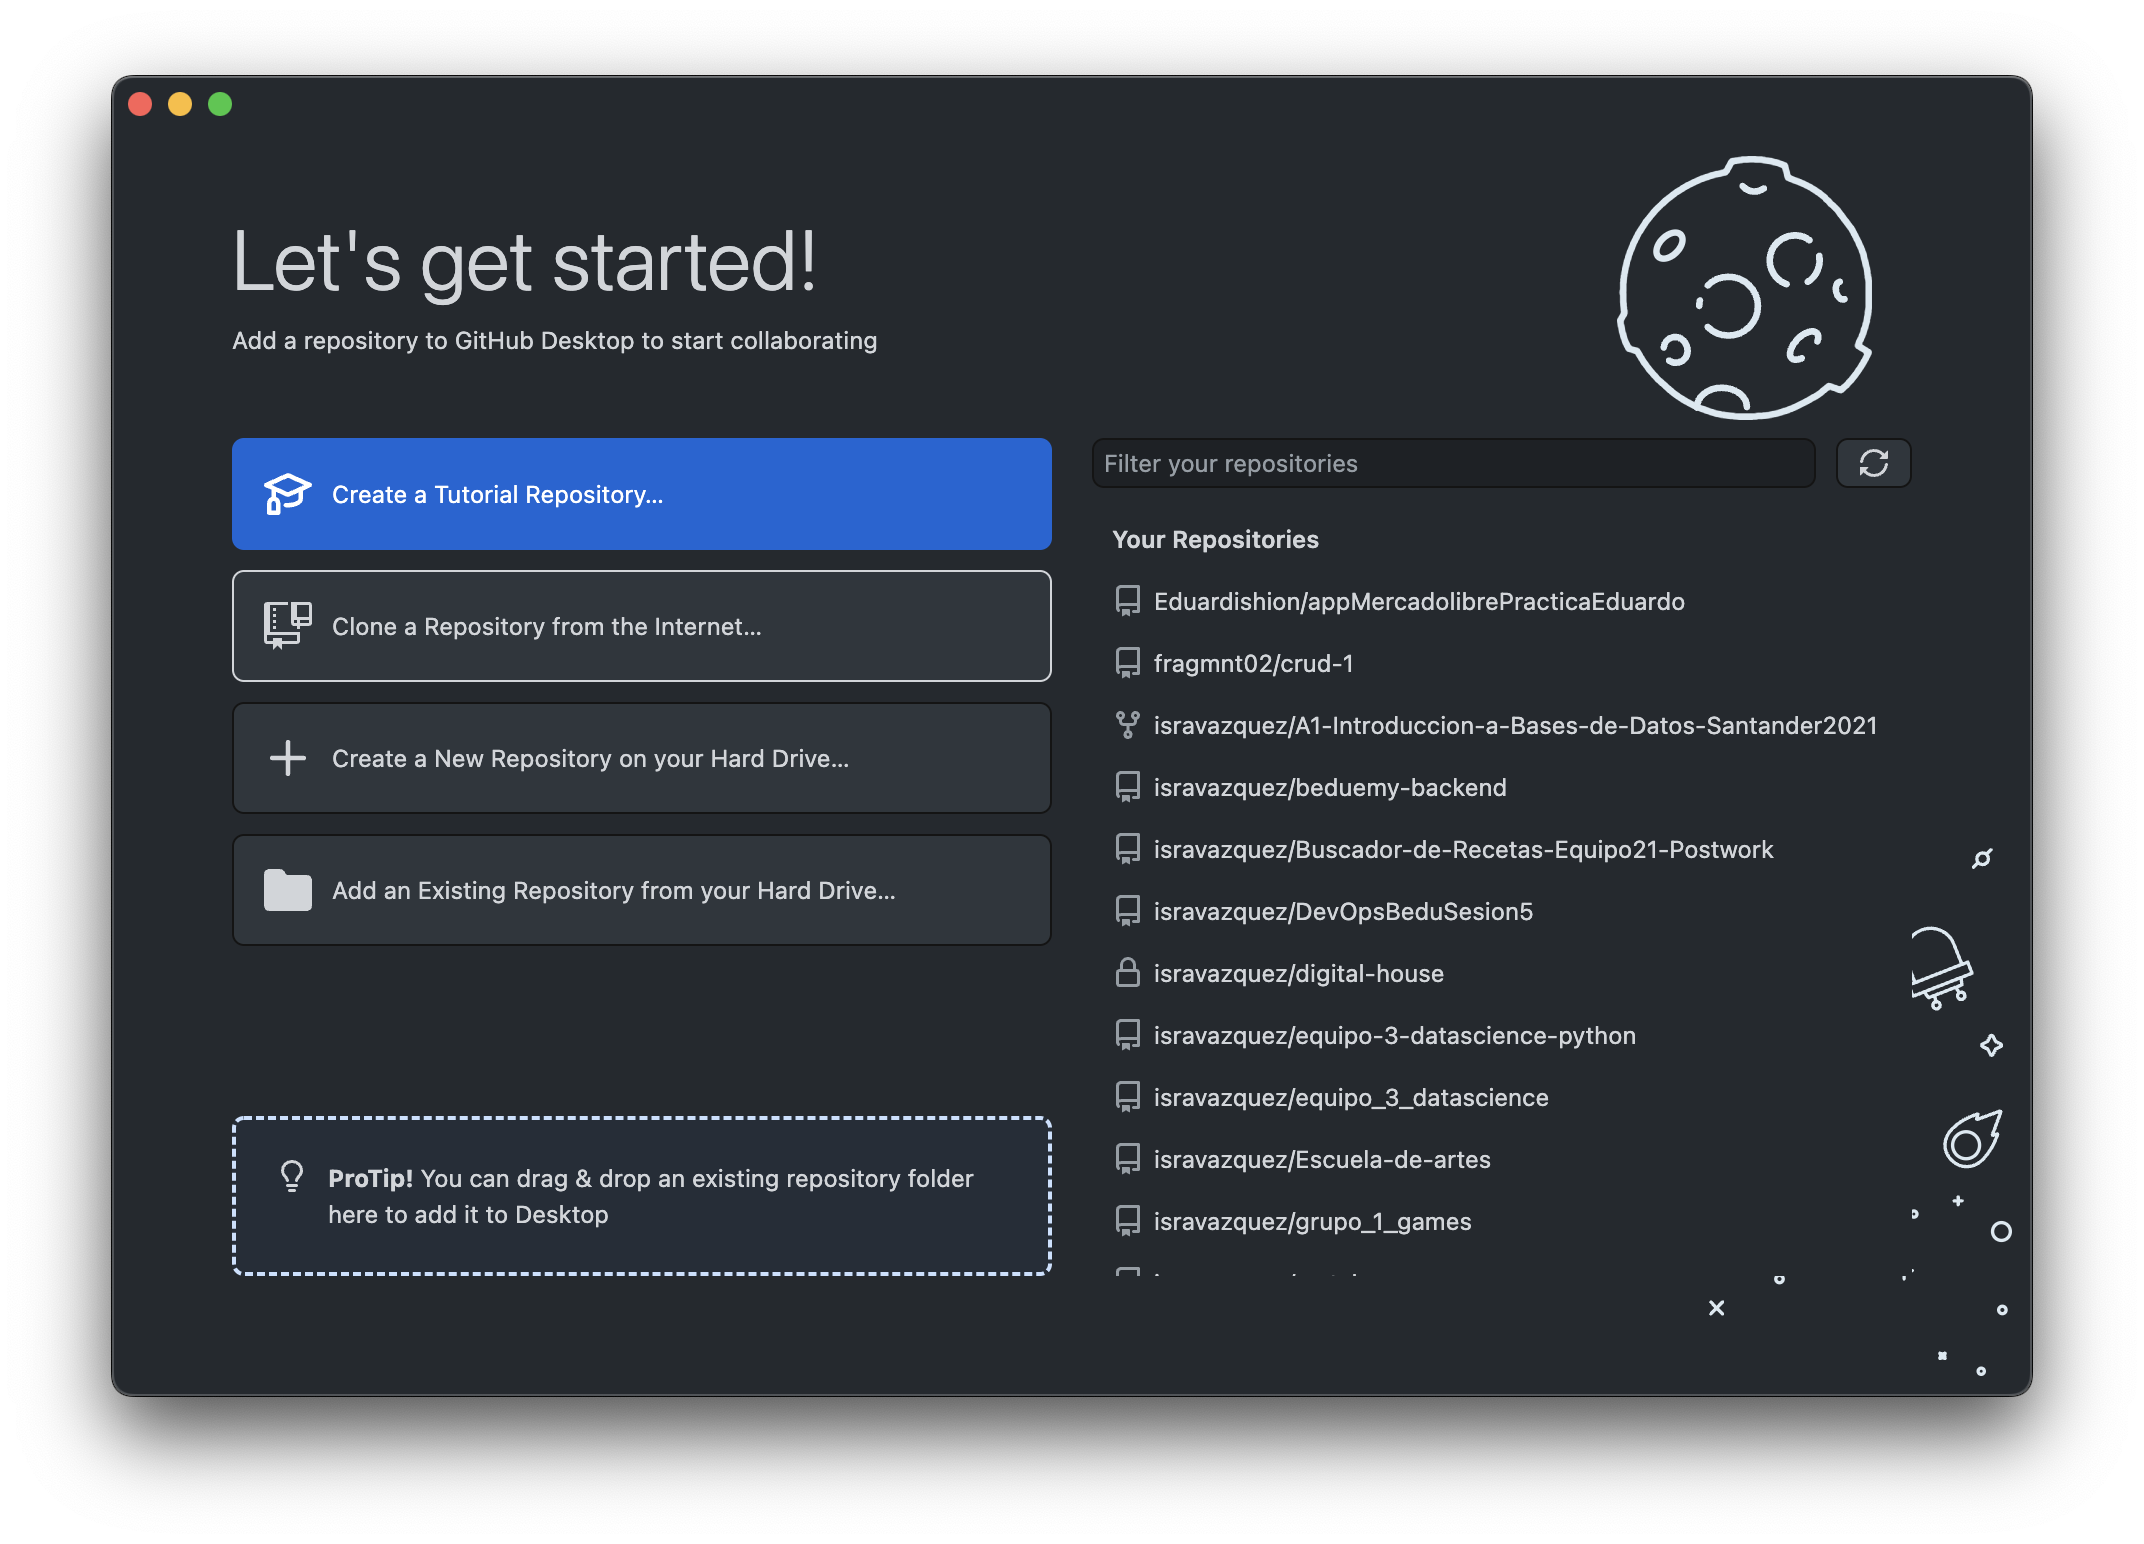 Let's get started!
Add a repository to GitHub Desktop to start collaborating
Create a Tutorial Repository...
Clone a Repository from the Internet...
Create a New Repository on your Hard Drive...
Add an Existing Repository from your Hard Drive...
ProTip! You can drag & drop an existing repository folder
here to add it to Desktop
Filter your repositories
Your Repositories
Eduardishion/appMercadolibrePracticaEduardo
fragmnt02/crud-1
isravazquez/A1-Introduccion-a-Bases-de-Datos-Santander2021
isravazquez/beduemy-backend
isravazquez/Buscador-de-Recetas-Equipo21-Postwork
isravazquez/DevOpsBeduSesion5
isravazquez/digital-house
isravazquez/equipo-3-datascience-python
isravazquez/equipo_3_datascience
isravazquez/Escuela-de-artes
isravazquez/grupo_1_games